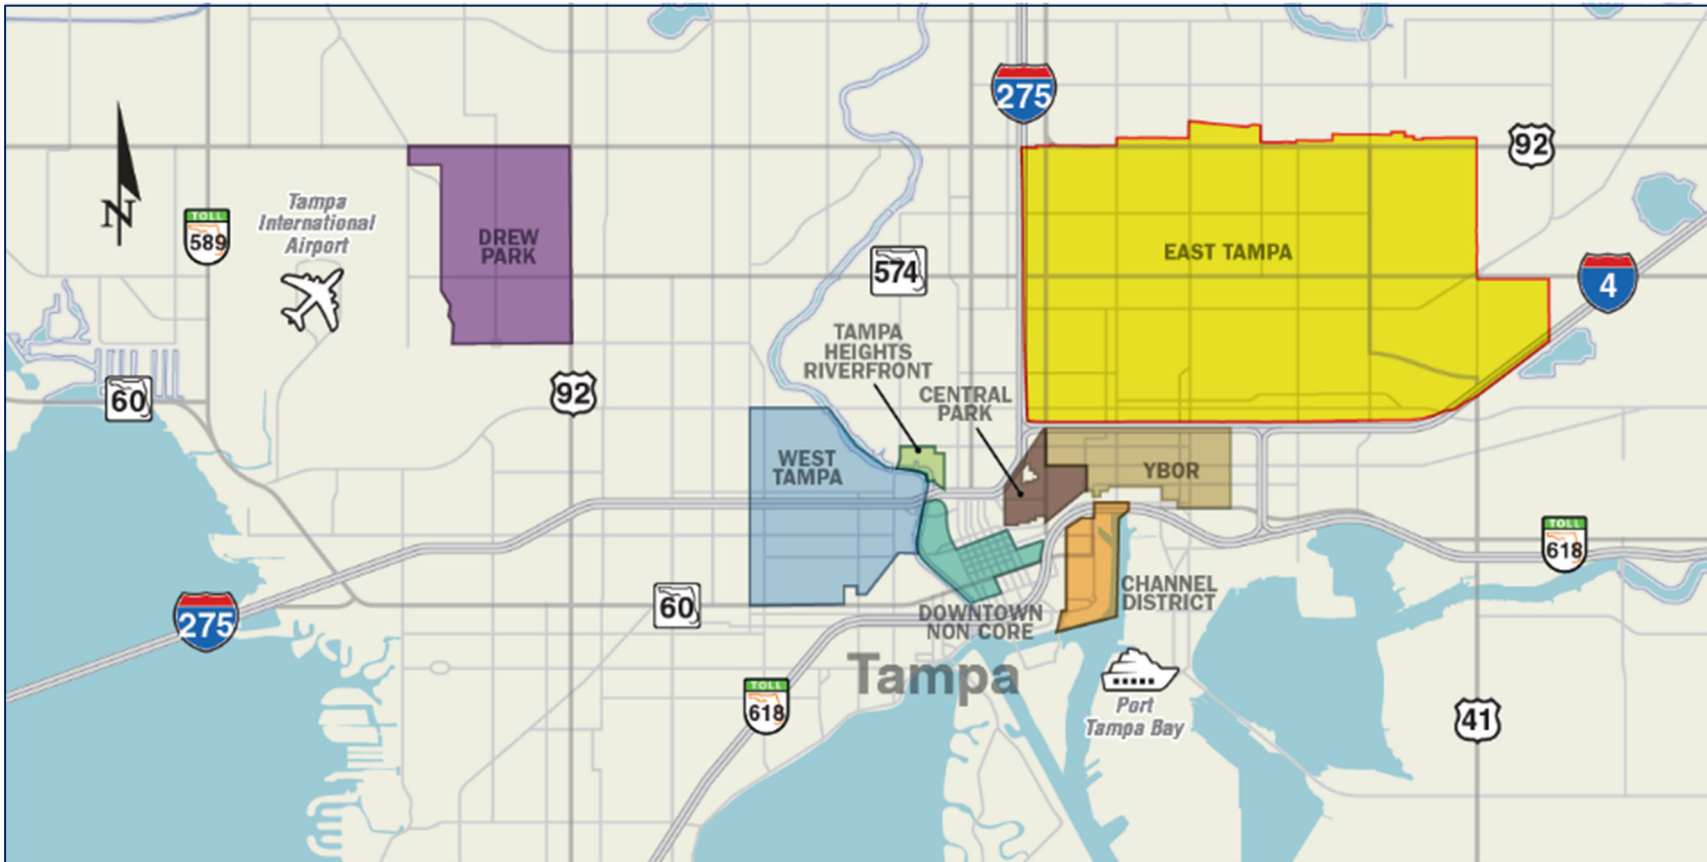 275
92
N
TOLL
589
Tampa
International
Airport
DREW
PARK
574
EAST TAMPA
4
TAMPA
HEIGHTS
RIVERFRONT
CENTRAL
PARK
60
92
WEST
TAMPA
YBOR
TOLL
618
CHANNEL
DISTRICT
275
60
DOWNTOWN
NON CORE
Tampa
TOLL
618
Port
Tampa Bay
41